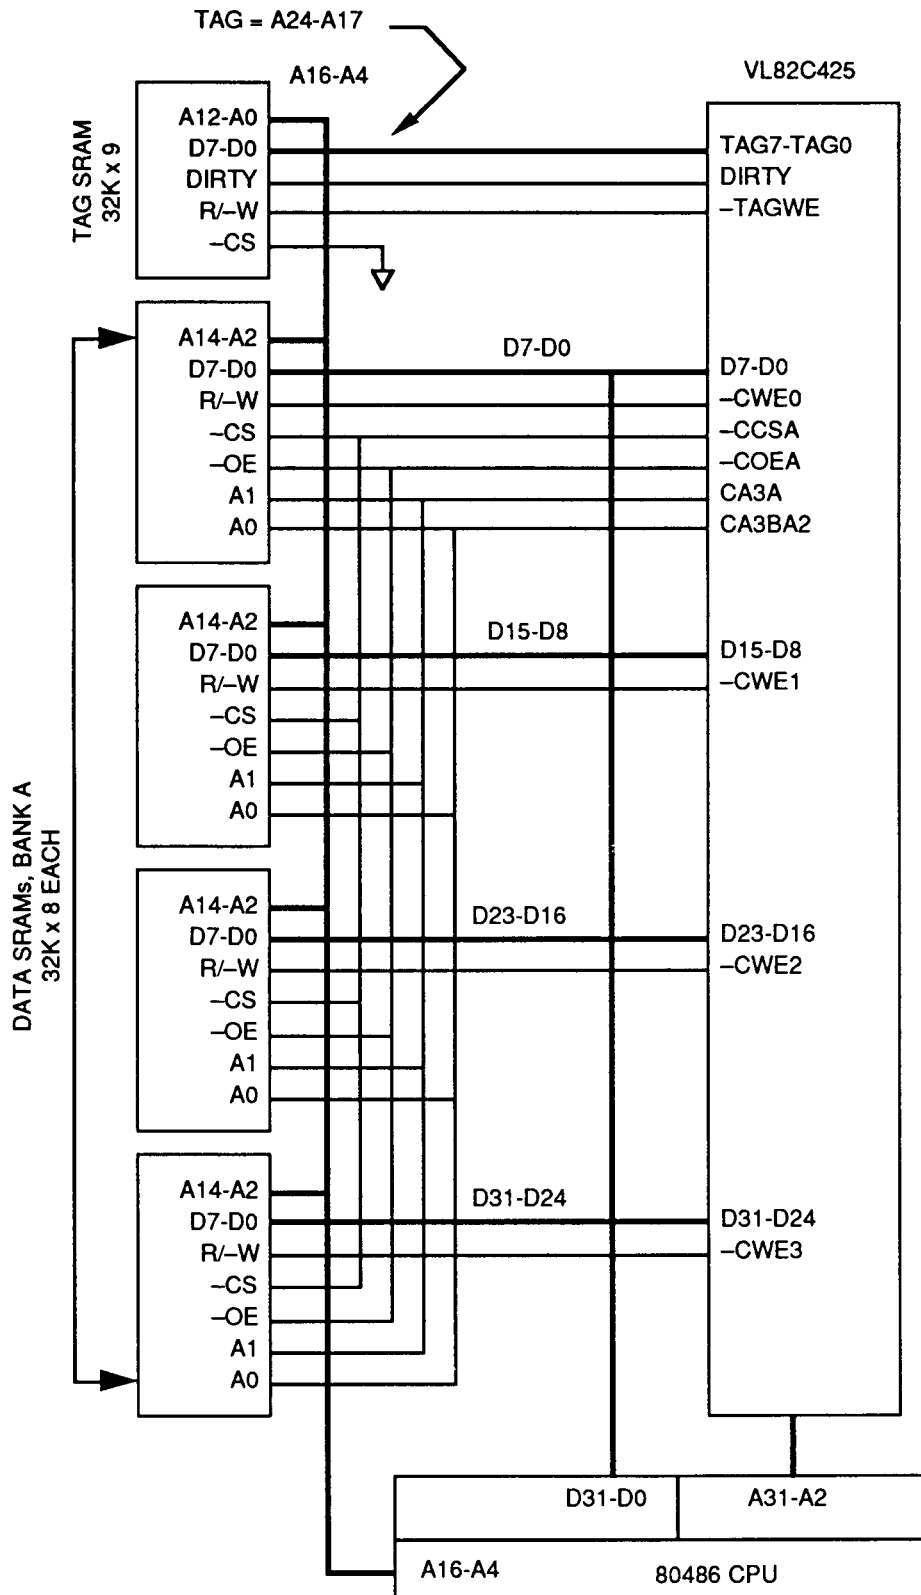 TAG = A24-A17
A16-A4
VL82C425
TAG SRAM
32K x 9
A12-A0
D7-D0
DIRTY
R/–W
–CS
TAG7-TAG0
DIRTY
–TAGWE
DATA SRAMs, BANK A
32K x 8 EACH
A14-A2
D7-D0
R/–W
–CS
–OE
A1
A0
D7-D0
D7-D0
–CWE0
–CCSA
–COEA
CA3A
CA3BA2
A14-A2
D7-D0
R/–W
–CS
–OE
A1
A0
D15-D8
D15-D8
–CWE1
A14-A2
D7-D0
R/–W
–CS
–OE
A1
A0
D23-D16
D23-D16
–CWE2
A14-A2
D7-D0
R/–W
–CS
–OE
A1
A0
D31-D24
D31-D24
–CWE3
D31-D0
A31-A2
A16-A4
80486 CPU